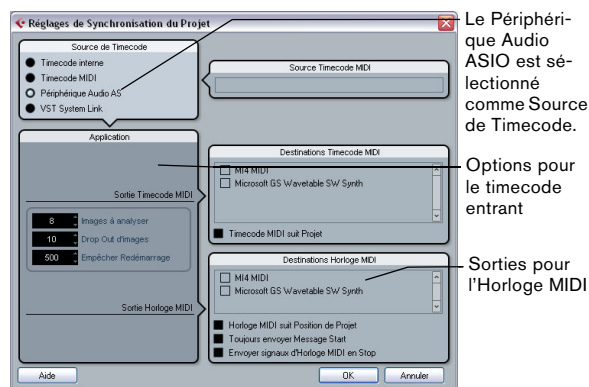 Réglages de Synchronisation du Projet
Source de Timecode
Timecode interne
Timecode MIDI
Périphérique Audio AS
VST System Link
Source Timecode MIDI
Application
Sortie Timecode MIDI
8 Images à analyser
10 Drop Out d'images
500 Empêcher Redémarrage
Sortie Horloge MIDI
Destinations Timecode MIDI
MI4 MIDI
Microsoft GS Wavetable SW Synth
Timecode MIDI suit Projet
Destinations Horloge MIDI
MI4 MIDI
Microsoft GS Wavetable SW Synth
Horloge MIDI suit Position de Projet
Toujours envoyer Message Start
Envoyer signaux d'Horloge MIDI en Stop
Aide
OK
Annuler
Le Périphéri-
que Audio
ASIO est sé-
lectionné
comme Source
de Timecode.
Options pour
le timecode
entrant
Sorties pour
l'Horloge MIDI